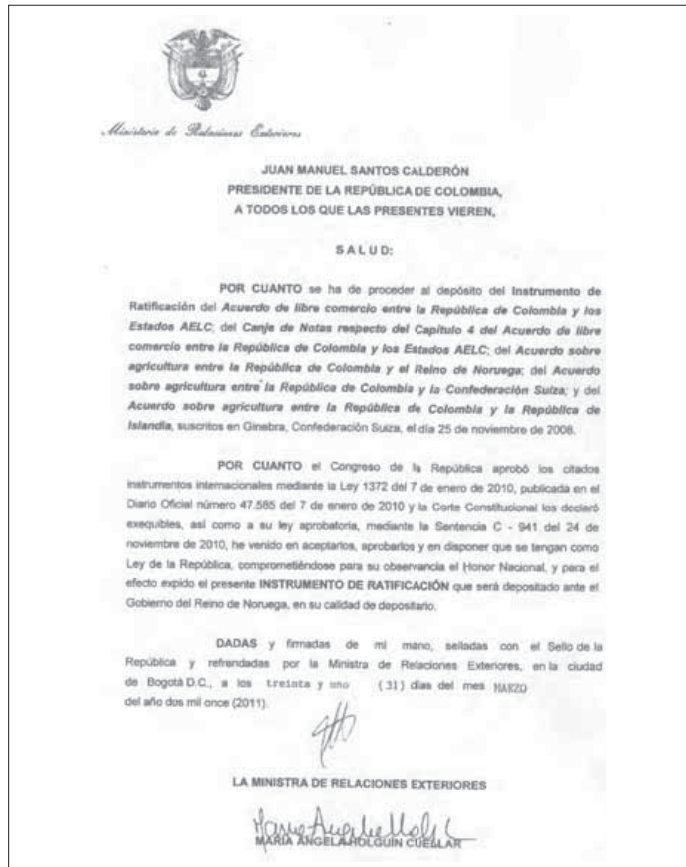 Ministerio de Relaciones Exteriores
JUAN MANUEL SANTOS CALDERÓN
PRESIDENTE DE LA REPÚBLICA DE COLOMBIA,
A TODOS LOS QUE LAS PRESENTES VIEREN,
S A L U D:
POR CUANTO se ha de proceder al depósito del Instrumento de
Ratificación del Acuerdo de libre comercio entre la República de Colombia y los
Estados AELC; del Canje de Notas respecto del Capítulo 4 del Acuerdo de libre
comercio entre la República de Colombia y los Estados AELC; del Acuerdo sobre
agricultura entre la República de Colombia y el Reino de Noruega; del Acuerdo
sobre agricultura entre la República de Colombia y la Confederación Suiza; y del
Acuerdo sobre agricultura entre la República de Colombia y la República de
Islandia, suscritos en Ginebra, Confederación Suiza, el día 25 de noviembre de 2008.
POR CUANTO el Congreso de la República aprobó los citados
instrumentos internacionales mediante la Ley 1372 del 7 de enero de 2010, publicada en el
Diario Oficial número 47.585 del 7 de enero de 2010 y la Corte Constitucional los declaró
exequibles, así como a su ley aprobatoria, mediante la Sentencia C - 941 del 24 de
noviembre de 2010, he venido en aceptarlos, aprobarlos y en disponer que se tengan como
Ley de la República, comprometiéndose para su observancia el Honor Nacional, y para el
efecto expido el presente INSTRUMENTO DE RATIFICACIÓN que será depositado ante el
Gobierno del Reino de Noruega, en su calidad de depositario.
DADAS y firmadas de mi mano, selladas con el Sello de la
República y refrendadas por la Ministra de Relaciones Exteriores, en la ciudad
de Bogotá D.C., a los treinta y uno (31) días del mes MARZO
del año dos mil once (2011).
LA MINISTRA DE RELACIONES EXTERIORES
MARÍA ÁNGELA HOLGUÍN CUÉLLAR